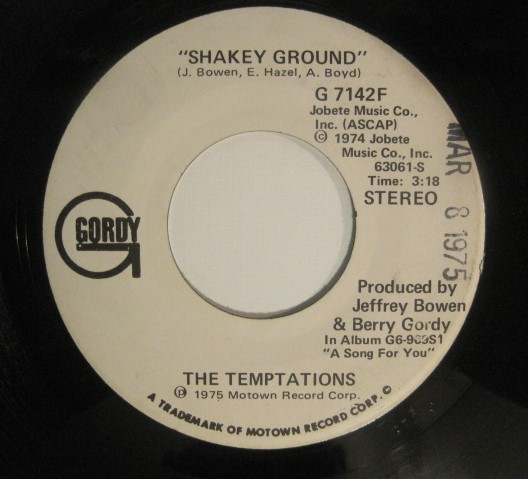 "SHAKEY GROUND"
(J. Bowen, E. Hazel, A. Boyd)
G 7142F
Jobete Music Co.,
Inc. (ASCAP)
© 1974 Jobete
Music Co., Inc.
63061-S
Time: 3:18
STEREO
MAR 8 1975
GORDY
Produced by
Jeffrey Bowen
& Berry Gordy
In Album
"A Song For You"
THE TEMPTATIONS
℗ 1975 Motown Record Corp.
A TRADEMARK OF MOTOWN RECORD CORP. ©